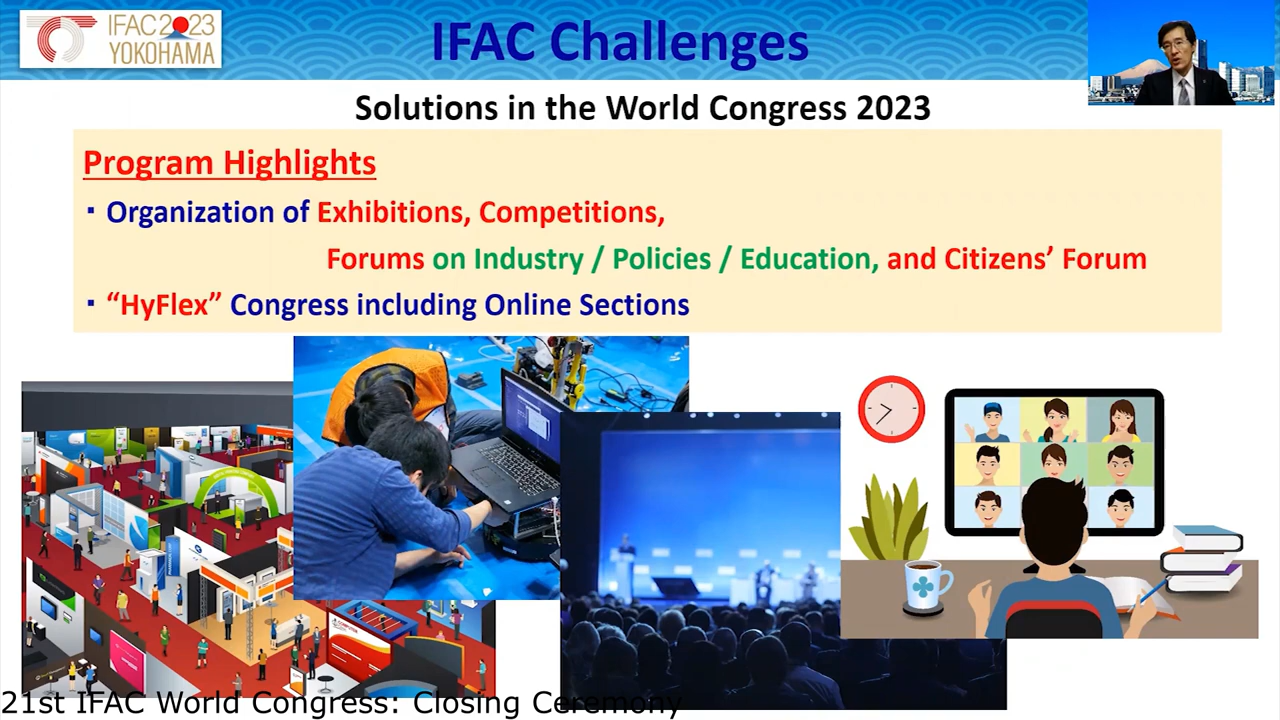 IFAC2023
YOKOHAMA
IFAC Challenges
Solutions in the World Congress 2023
Program Highlights
・Organization of Exhibitions, Competitions,
Forums on Industry / Policies / Education, and Citizens’ Forum
・“HyFlex” Congress including Online Sections
21st IFAC World Congress: Closing Ceremony